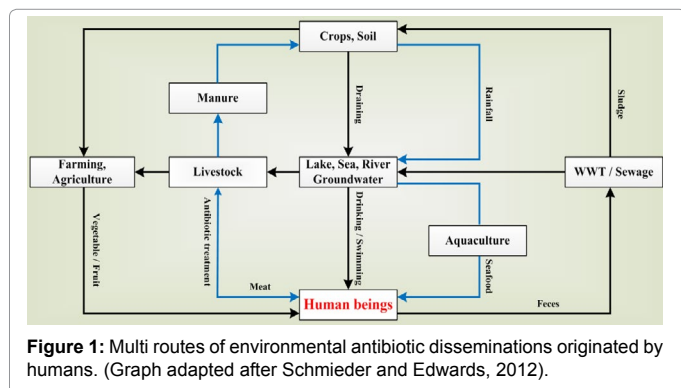 Crops, Soil
Manure
Draining
Rainfall
Sludge
Farming,
Agriculture
Livestock
Lake, Sea, River
Groundwater
WWT / Sewage
Vegetable / Fruit
Antibiotic treatment
Drinking / Swimming
Aquaculture
Seafood
Meat
Human beings
Feces
Figure 1: Multi routes of environmental antibiotic disseminations originated by
humans. (Graph adapted after Schmieder and Edwards, 2012).